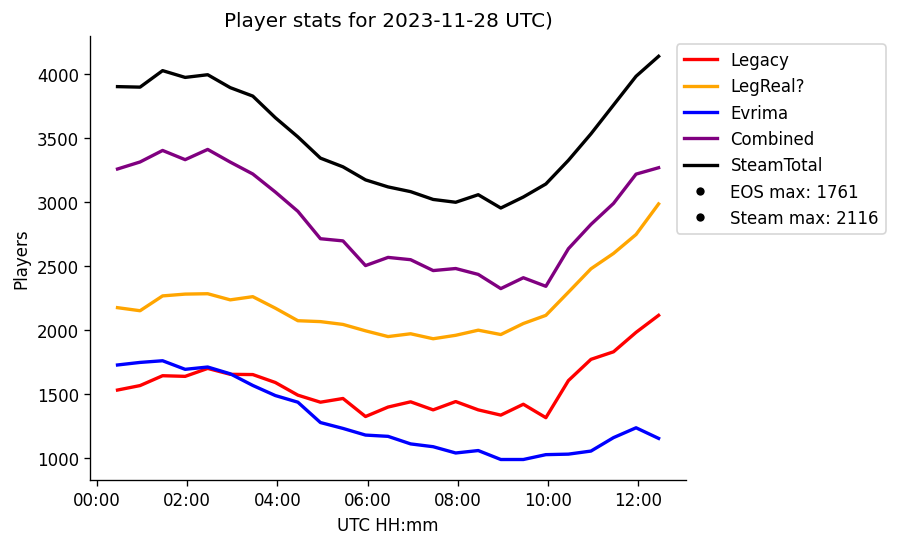 Player stats for 2023-11-28 UTC)
4000
3500
3000
2500
2000
1500
1000
Players
00:00 02:00 04:00 06:00 08:00 10:00 12:00
UTC HH:mm
Legacy
LegReal?
Evrima
Combined
SteamTotal
EOS max: 1761
Steam max: 2116